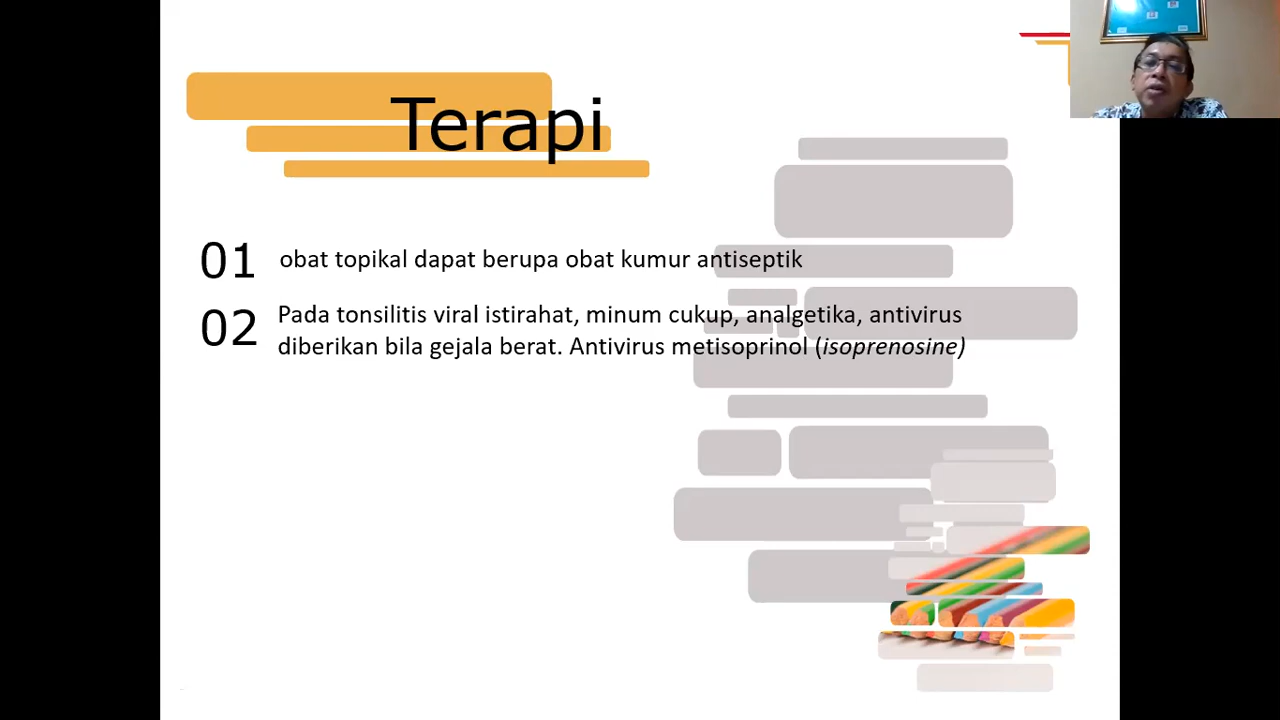 Terapi
01 obat topikal dapat berupa obat kumur antiseptik
02 Pada tonsilitis viral istirahat, minum cukup, analgetika, antivirus
diberikan bila gejala berat. Antivirus metisoprinol (isoprenosine)